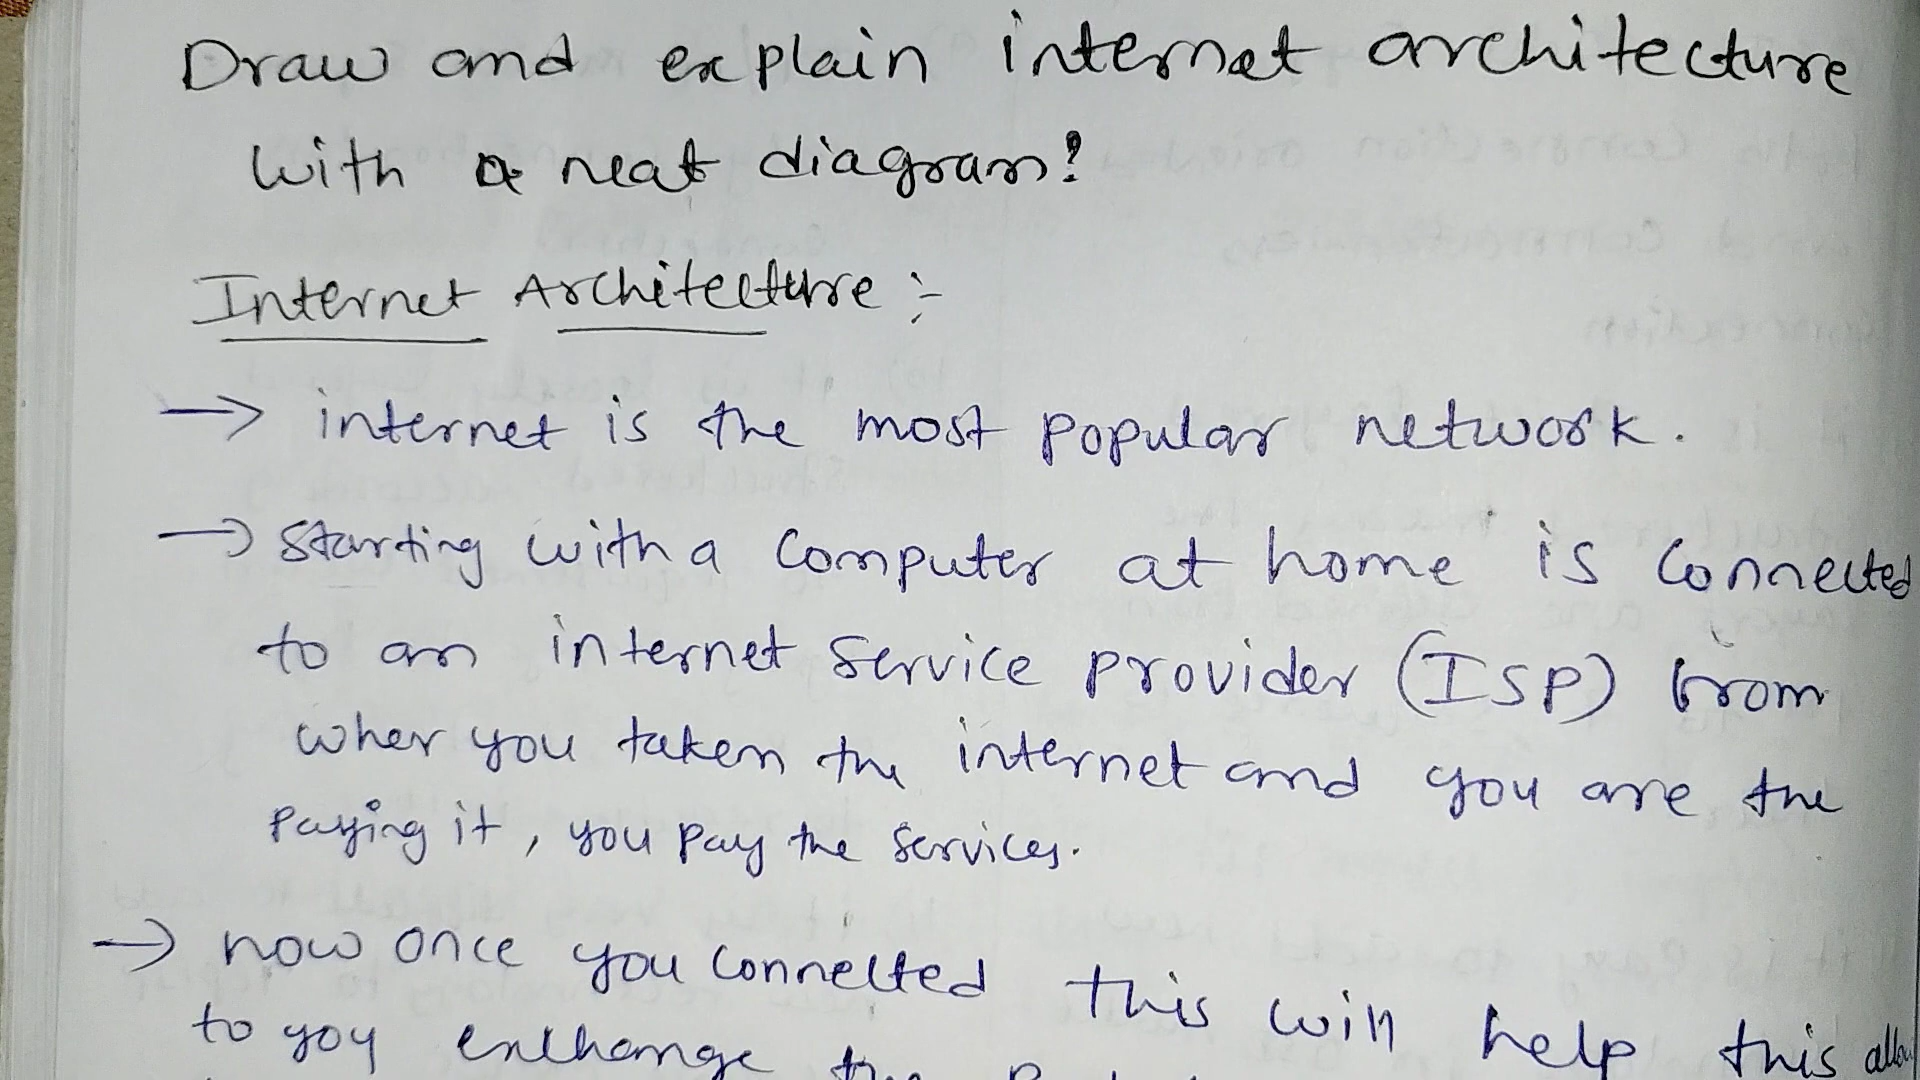 Draw and explain internet architecture
with a neat diagram?
Internet Architecture :-
→ internet is the most popular network.
→ starting with a computer at home is connected
to an internet service provider (ISP) from
wher you taken the internet and you are the
paying it, you pay the services.
→ now once you connected this will help this allow
to you exchange the